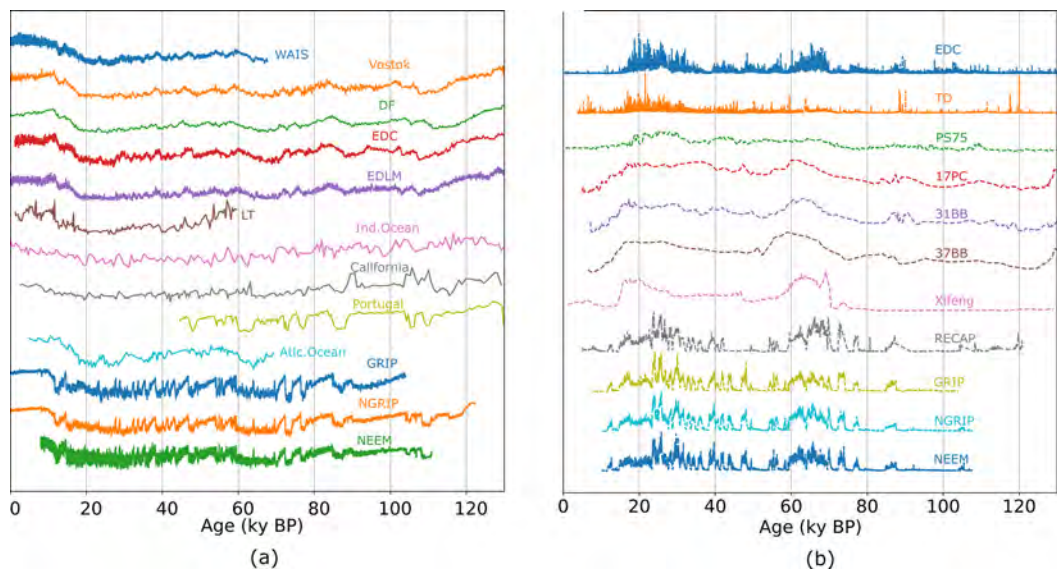 WAIS
Vostok
DF
EDC
EDLM
LT
Ind.Ocean
California
Portugal
Atlc.Ocean
GRIP
NGRIP
NEEM
0 20 40 60 80 100 120
Age (ky BP)
(a)
EDC
TD
PS75
17PC
31BB
37BB
Xifeng
RECAP
GRIP
NGRIP
NEEM
0 20 40 60 80 100 120
Age (ky BP)
(b)